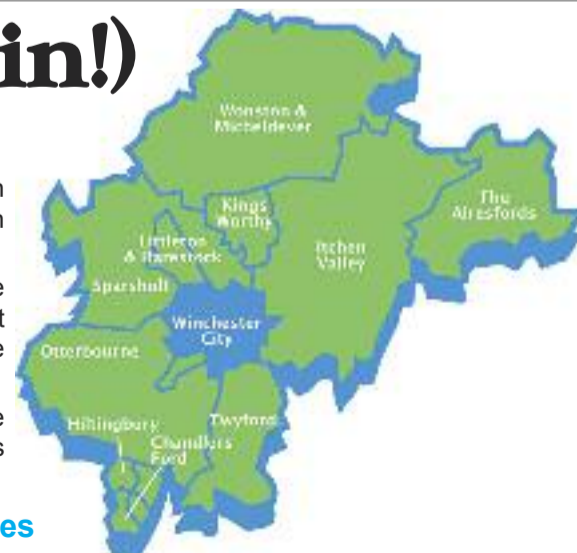 in!)
Wonston &
Micheldever
The
Alresfords
Kings
Worthy
Littleton
& Harestock
Itchen
Valley
Sparsholt
Winchester
City
Otterbourne
Hiltingbury
Twyford
Chandlers
Ford
es